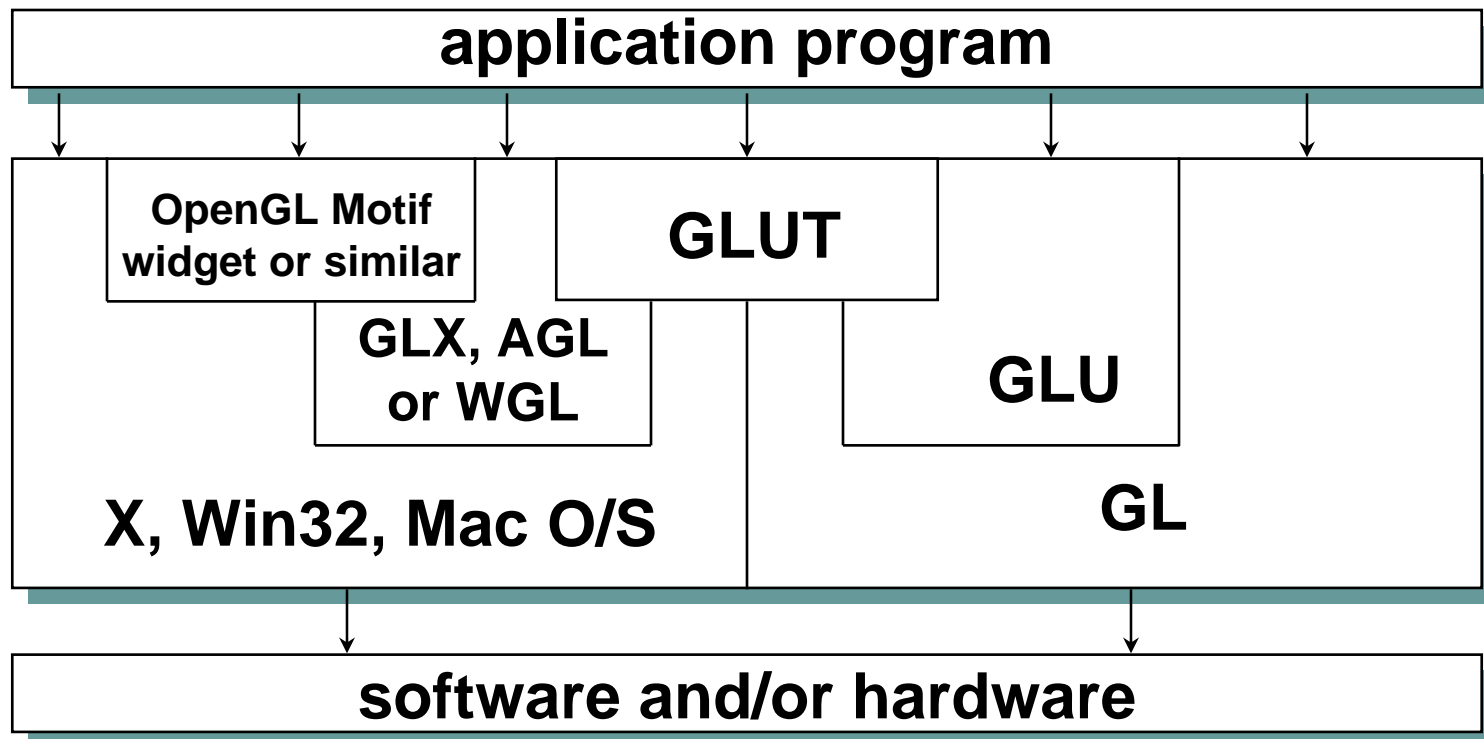 application program
OpenGL Motif
widget or similar
GLUT
GLX, AGL
or WGL
GLU
X, Win32, Mac O/S
GL
software and/or hardware